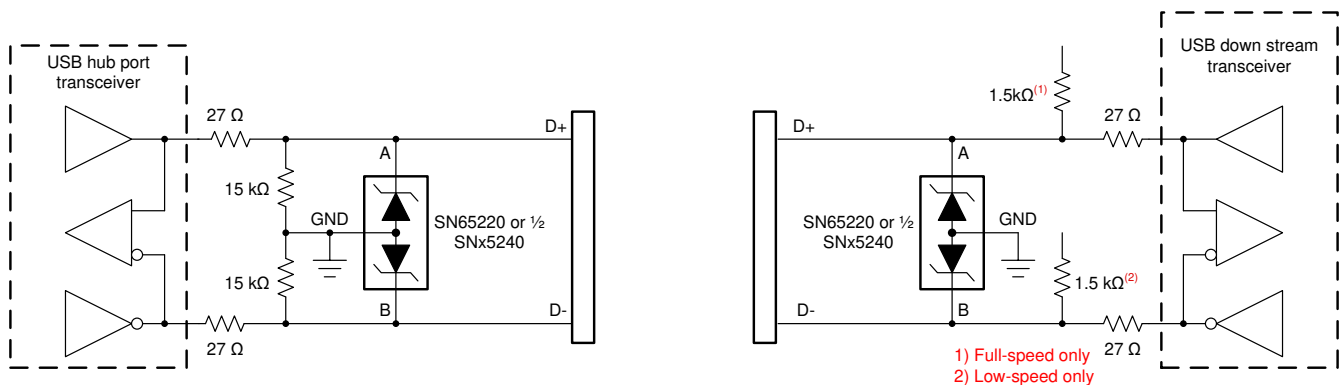 USB hub port
transceiver
27 Ω
15 kΩ
15 kΩ
27 Ω
A
GND
B
SN65220 or ½
SNx5240
D+
D-
D+
D-
A
SN65220 or ½
SNx5240
GND
B
1.5kΩ(1)
27 Ω
1.5 kΩ(2)
27 Ω
1) Full-speed only
2) Low-speed only
USB down stream
transceiver